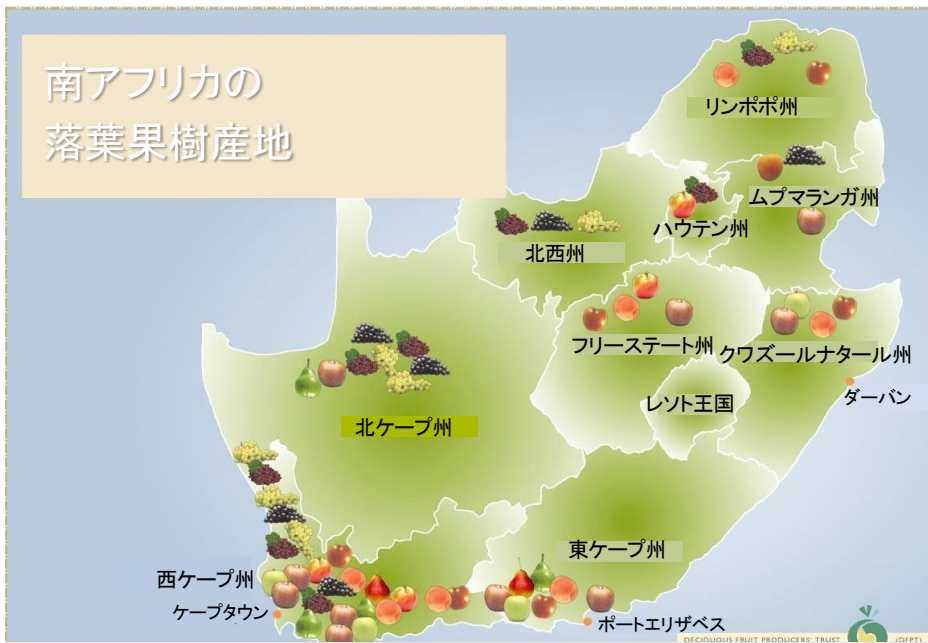 南アフリカの
落葉果樹産地
リンポポ州
ムプマランガ州
ハウテン州
北西州
フリーステート州
クワズールナタール州
レソト王国
ダーバン
北ケープ州
東ケープ州
西ケープ州
ケープタウン
ポートエリザベス
DECIDUOUS FRUIT PRODUCERS' TRUST (DFPT)